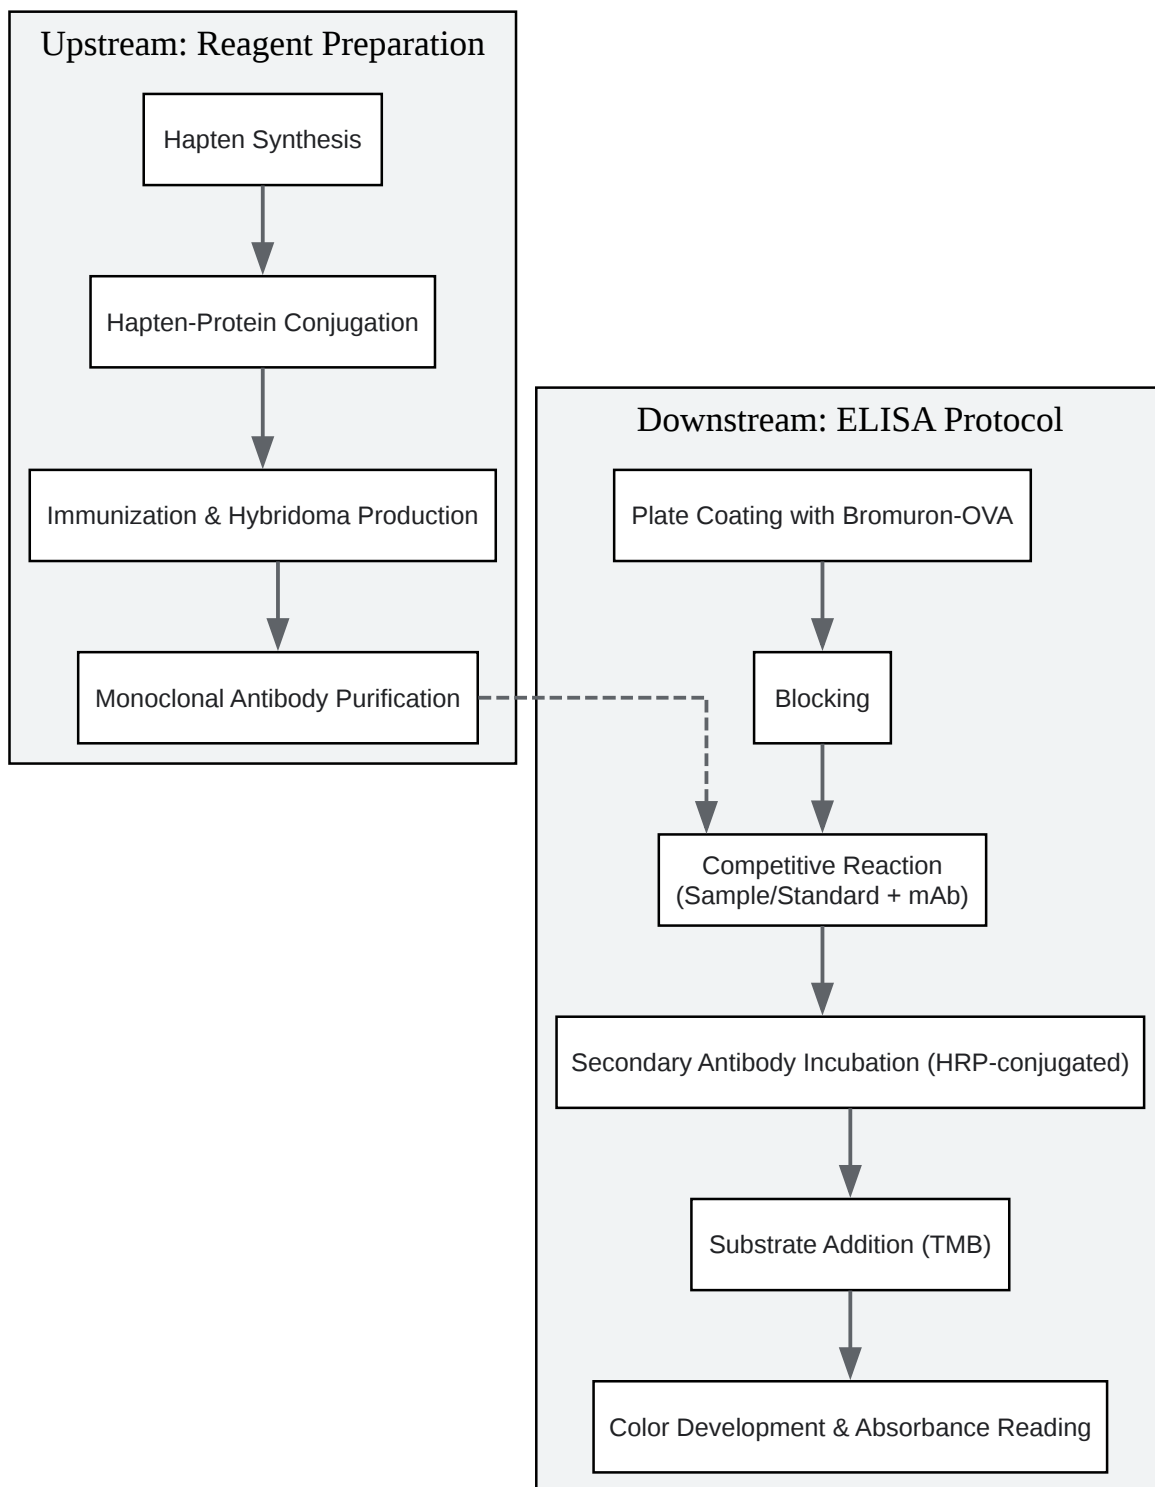 Upstream: Reagent Preparation
Hapten Synthesis
Hapten-Protein Conjugation
Immunization & Hybridoma Production
Monoclonal Antibody Purification
Downstream: ELISA Protocol
Plate Coating with Bromuron-OVA
Blocking
Competitive Reaction
(Sample/Standard + mAb)
Secondary Antibody Incubation (HRP-conjugated)
Substrate Addition (TMB)
Color Development & Absorbance Reading